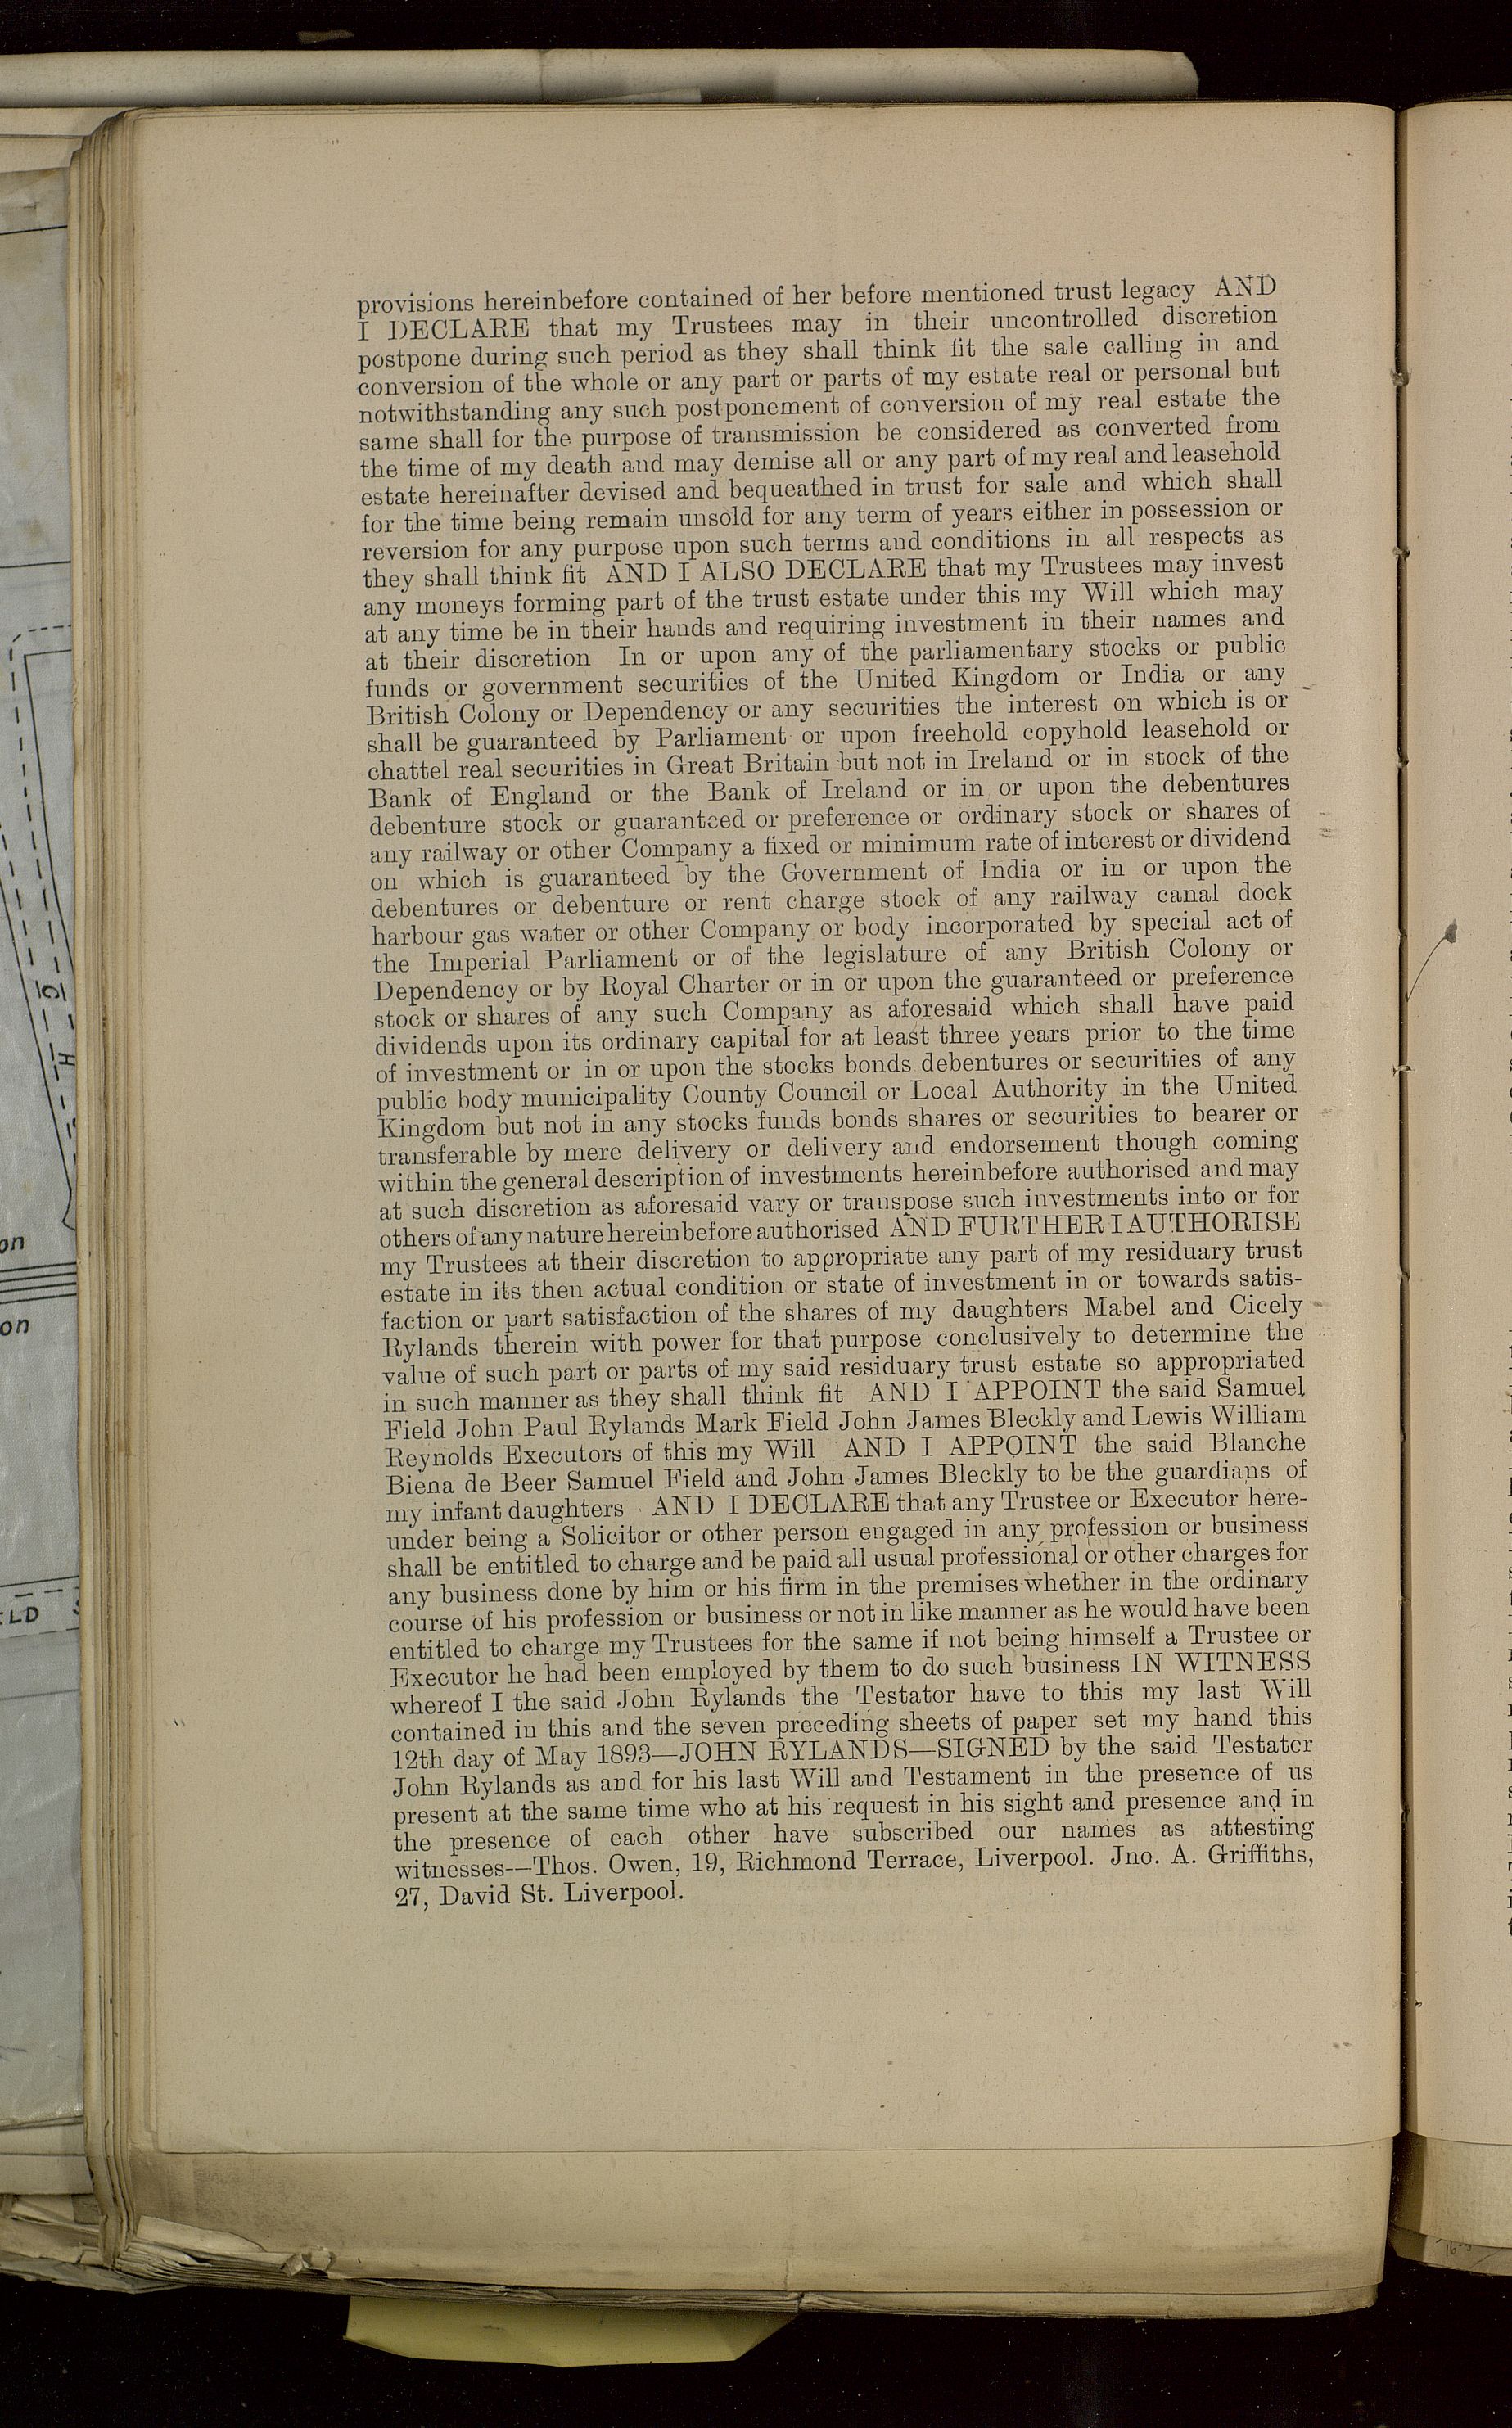 provisions hereinbefore contained of her before mentioned trust legacy AND
I DECLARE that my Trustees may in their uncontrolled discretion
postpone during such period as they shall think fit the sale calling in and
conversion of the whole or any part or parts of my estate real or personal but
notwithstanding any such postponement of conversion of my real estate the
same shall for the purpose of transmission be considered as converted from
the time of my death and may demise all or any part of my real and leasehold
estate hereinafter devised and bequeathed in trust for sale and which shall
for the time being remain unsold for any term of years either in possession or
reversion for any purpose upon such terms and conditions in all respects as
they shall think fit AND I ALSO DECLARE that my Trustees may invest
any moneys forming part of the trust estate under this my Will which may
at any time be in their hands and requiring investment in their names and
at their discretion In or upon any of the parliamentary stocks or public
funds or government securities of the United Kingdom or India or any
British Colony or Dependency or any securities the interest on which is or
shall be guaranteed by Parliament or upon freehold copyhold leasehold or
chattel real securities in Great Britain but not in Ireland or in stock of the
Bank of England or the Bank of Ireland or in or upon the debentures
debenture stock or guaranteed or preference or ordinary stock or shares of
any railway or other Company a fixed or minimum rate of interest or dividend
on which is guaranteed by the Government of India or in or upon the
debentures or debenture or rent charge stock of any railway canal dock
harbour gas water or other Company or body incorporated by special act of
the Imperial Parliament or of the legislature of any British Colony or
Dependency or by Royal Charter or in or upon the guaranteed or preference
stock or shares of any such Company as aforesaid which shall have paid
dividends upon its ordinary capital for at least three years prior to the time
of investment or in or upon the stocks bonds debentures or securities of any
public body municipality County Council or Local Authority in the United
Kingdom but not in any stocks funds bonds shares or securities to bearer or
transferable by mere delivery or delivery and endorsement though coming
within the general description of investments hereinbefore authorised and may
at such discretion as aforesaid vary or transpose such investments into or for
others of any nature hereinbefore authorised AND FURTHER I AUTHORISE
my Trustees at their discretion to appropriate any part of my residuary trust
estate in its then actual condition or state of investment in or towards satis-
faction or part satisfaction of the shares of my daughters Mabel and Cicely
Rylands therein with power for that purpose conclusively to determine the
value of such part or parts of my said residuary trust estate so appropriated
in such manner as they shall think fit AND I APPOINT the said Samuel
Field John Paul Rylands Mark Field John James Bleckly and Lewis William
Reynolds Executors of this my Will AND I APPOINT the said Blanche
Biena de Beer Samuel Field and John James Bleckly to be the guardians of
my infant daughters AND I DECLARE that any Trustee or Executor here-
under being a Solicitor or other person engaged in any profession or business
shall be entitled to charge and be paid all usual professional or other charges for
any business done by him or his firm in the premises whether in the ordinary
course of his profession or business or not in like manner as he would have been
entitled to charge my Trustees for the same if not being himself a Trustee or
Executor he had been employed by them to do such business IN WITNESS
whereof I the said John Rylands the Testator have to this my last Will
contained in this and the seven preceding sheets of paper set my hand this
12th day of May 1893—JOHN RYLANDS—SIGNED by the said Testator
John Rylands as and for his last Will and Testament in the presence of us
present at the same time who at his request in his sight and presence and in
the presence of each other have subscribed our names as attesting
witnesses—Thos. Owen, 19, Richmond Terrace, Liverpool. Jno. A. Griffiths,
27, David St. Liverpool.